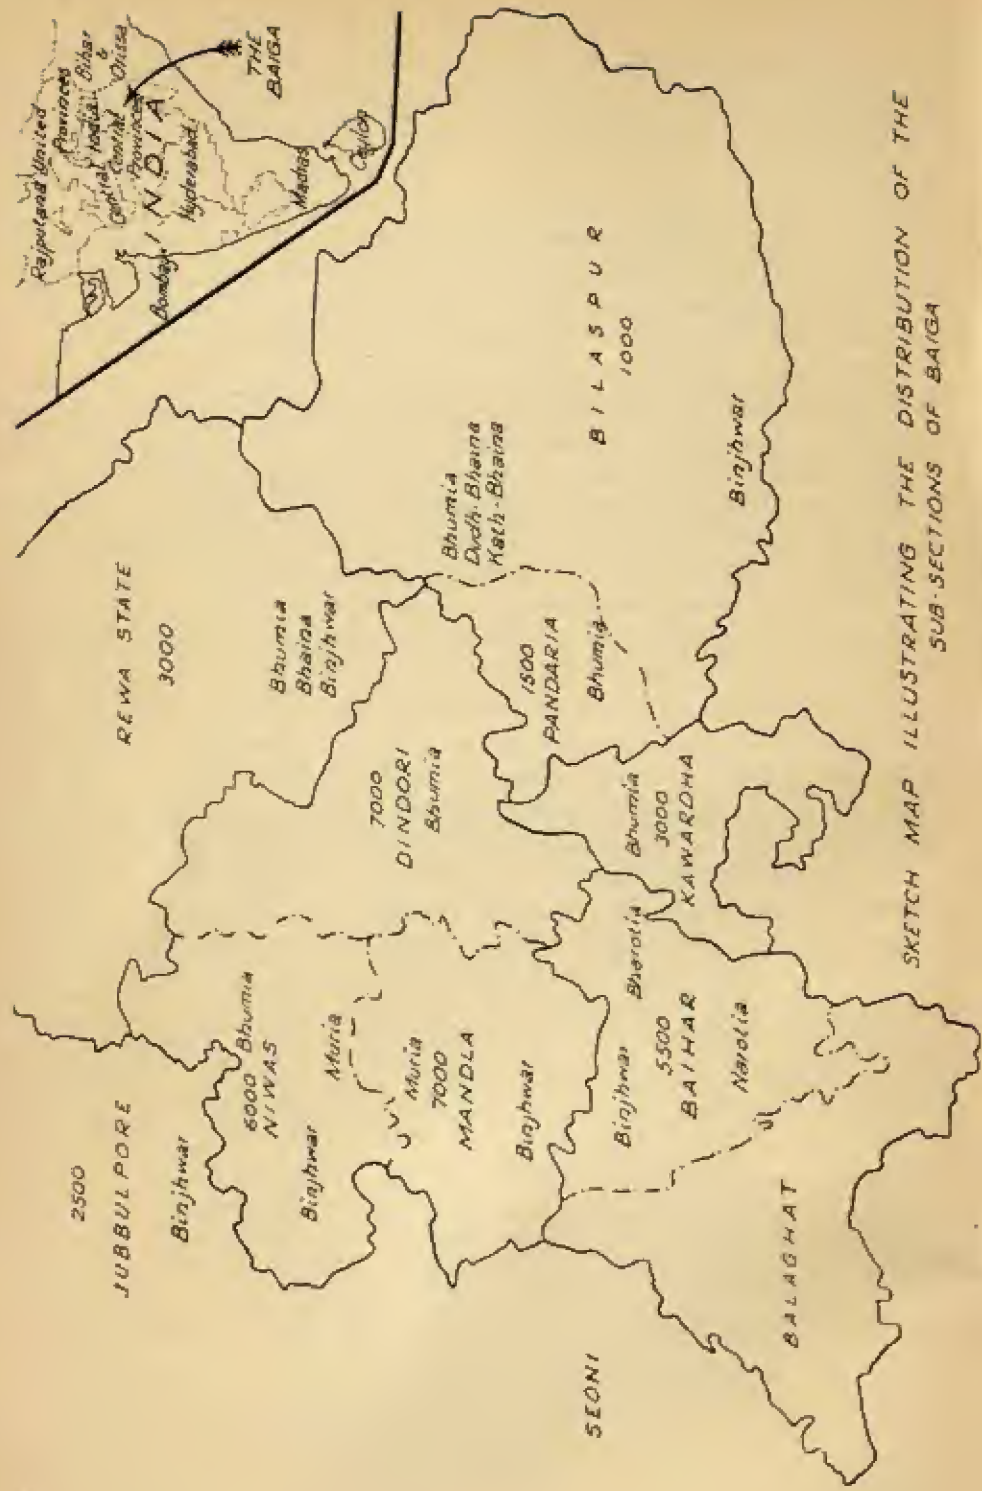 Rajputana
United
Provinces
Central India
Bihar
&
Orissa
Central
Provinces
INDIA
Bombay
Hyderabad
Madras
Ceylon
THE
BAIGA
REWA STATE
3000
Bhumia
Bhaina
Binjhwar
2500
JUBBULPORE
Binjhwar
6000 Bhumia
NIWAS
Binjhwar
Muria
Muria
7000
MANDLA
Binjhwar
7000
DINDORI
Bhumia
Bhumia
Dudh-Bhaina
Kath-Bhaina
BILASPUR
1000
Binjhwar
1500
PANDARIA
Bhumia
Bhumia
3000
KAWARDHA
Bharotia
Binjhwar
5500
BAIHAR
Narotia
SEONI
BALAGHAT
SKETCH MAP ILLUSTRATING THE DISTRIBUTION OF THE
SUB-SECTIONS OF BAIGA